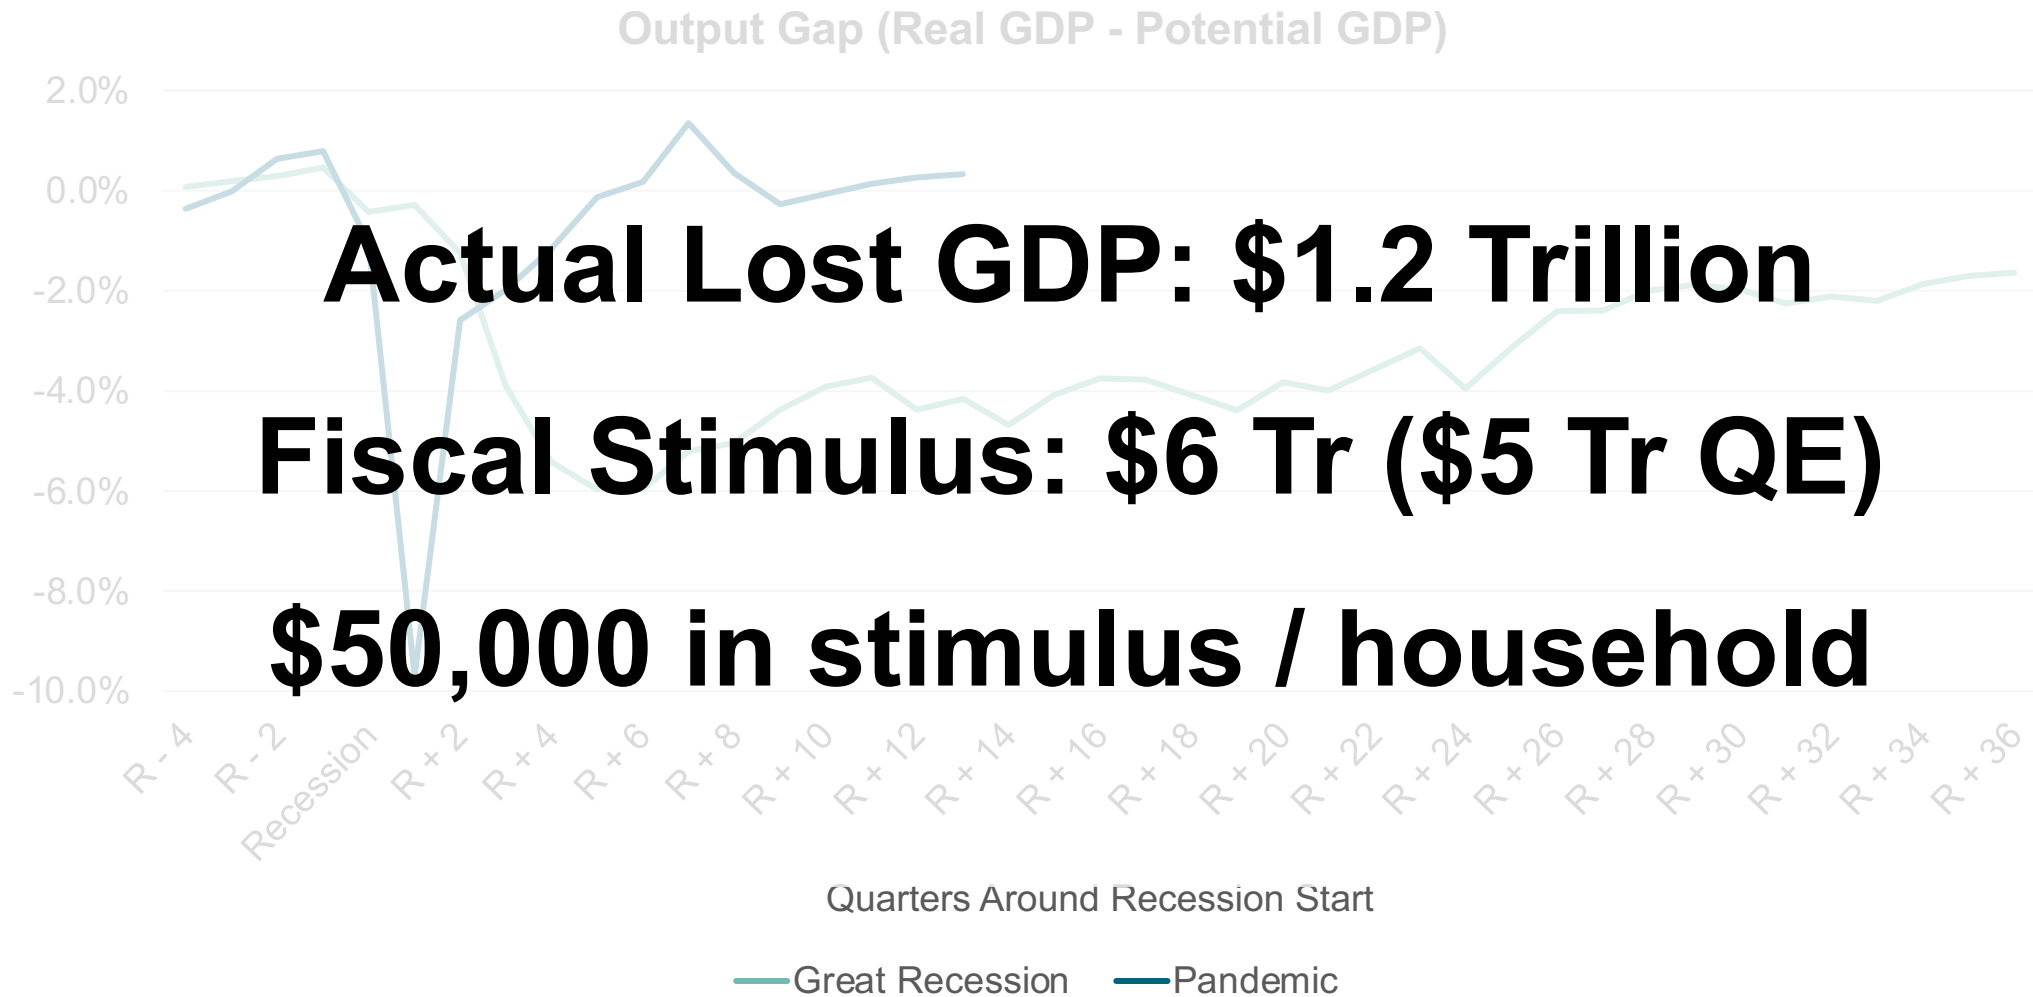 Output Gap (Real GDP - Potential GDP)
2.0%
0.0%
-2.0%
-4.0%
-6.0%
-8.0%
-10.0%
Actual Lost GDP: $1.2 Trillion
Fiscal Stimulus: $6 Tr ($5 Tr QE)
$50,000 in stimulus / household
R - 4
R - 2
Recession
R + 2
R + 4
R + 6
R + 8
R + 10
R + 12
R + 14
R + 16
R + 18
R + 20
R + 22
R + 24
R + 26
R + 28
R + 30
R + 32
R + 34
R + 36
Quarters Around Recession Start
Great Recession
Pandemic